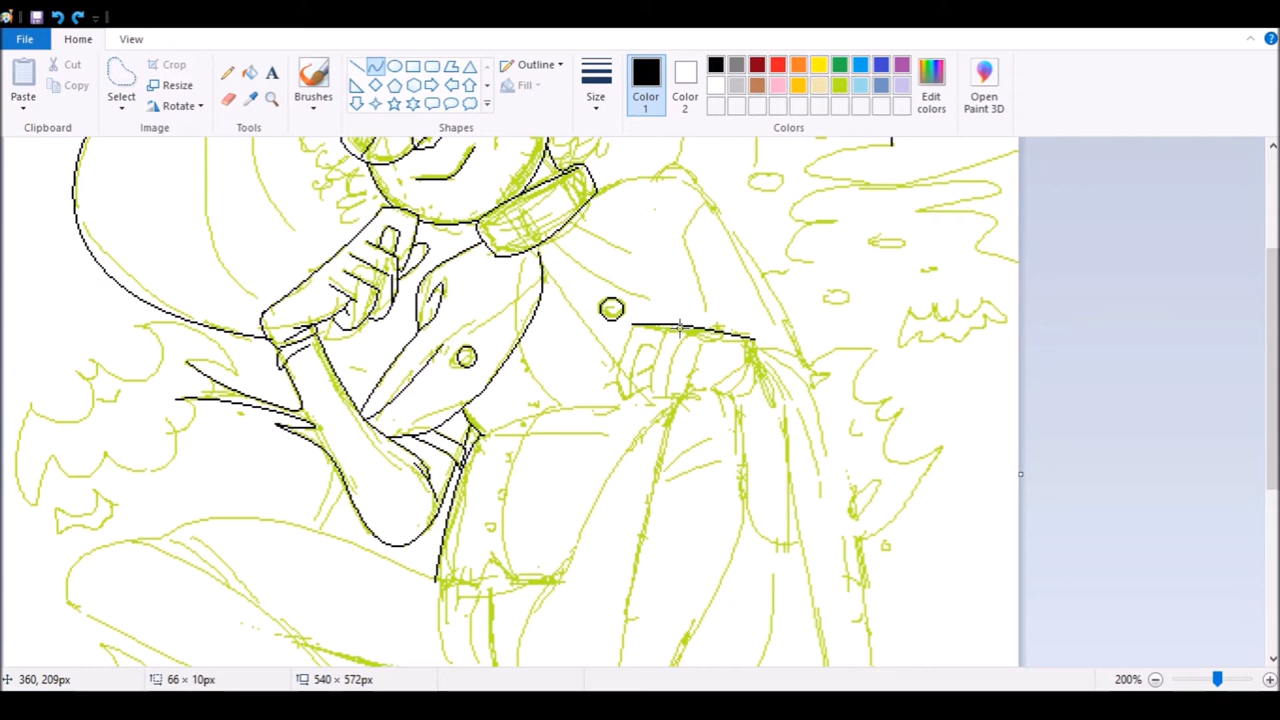 File
Home
View
Paste
Cut
Copy
Clipboard
Select
Crop
Resize
Rotate
Image
A
Tools
Brushes
Outline
Fill
Shapes
Size
Color 1
Color 2
Edit colors
Colors
Open Paint 3D
360, 209px
66 × 10px
540 × 572px
200%